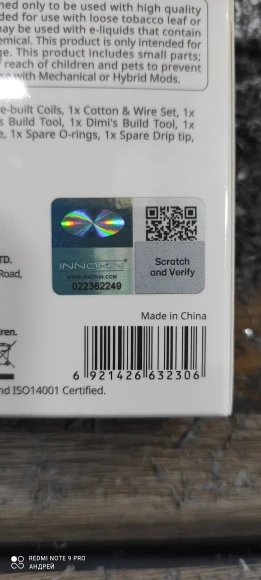 ned only to be used with high quality
ded for use with loose tobacco leaf or
may be used with e-liquids that contain
emical. This product is only intended for
ge. This product includes small parts;
reach of children and pets to prevent
se with Mechanical or Hybrid Mods.
e-built Coils, 1x Cotton & Wire Set, 1x
s Build Tool, 1x Dimi's Build Tool, 1x
e, 1x Spare O-rings, 1x Spare Drip tip,
INNOKIN®
WWW.INNOKIN.COM
022362249
Scratch
and Verify
TD.
Road,
Made in China
ren.
6 921426 632306
nd ISO14001 Certified.
REDMI NOTE 9 PRO
АНДРЕЙ